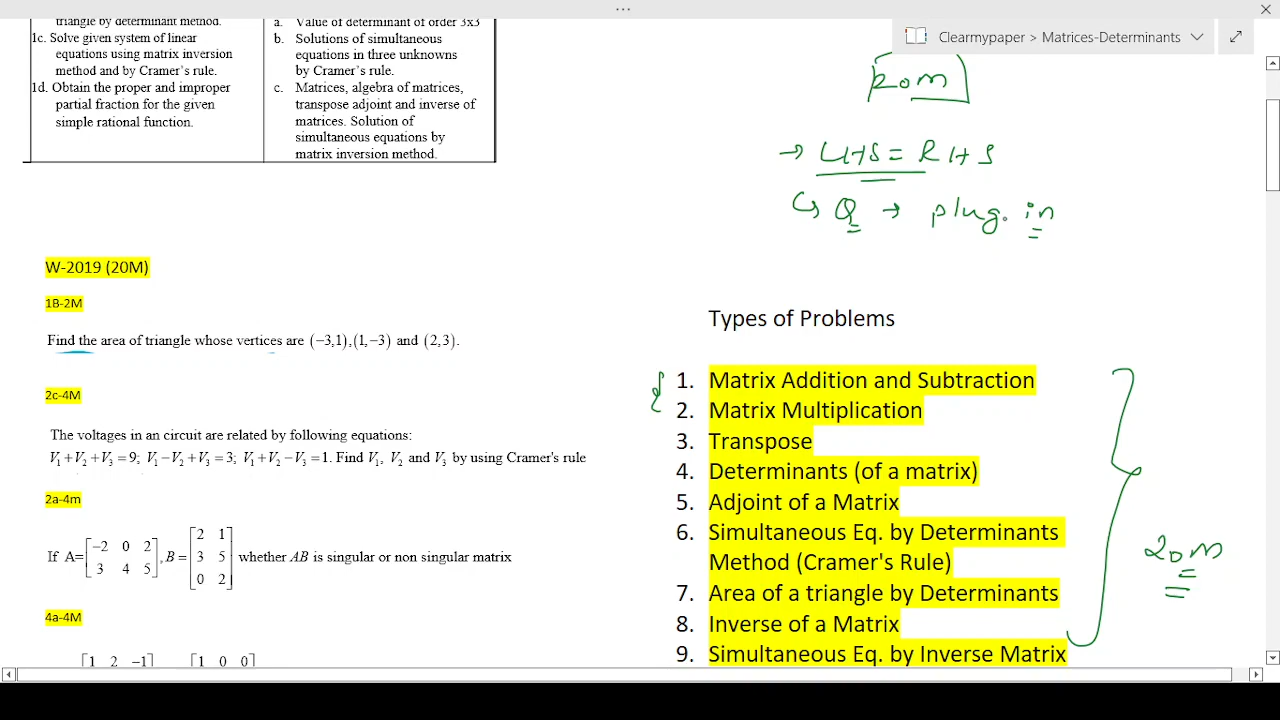 Clearmypaper > Matrices-Determinants
triangle by determinant method.
1c. Solve given system of linear
equations using matrix inversion
method and by Cramer's rule.
1d. Obtain the proper and improper
partial fraction for the given
simple rational function.
a. Value of determinant of order 3x3
b. Solutions of simultaneous
equations in three unknowns
by Cramer's rule.
c. Matrices, algebra of matrices,
transpose adjoint and inverse of
matrices. Solution of
simultaneous equations by
matrix inversion method.
20m
→ LHS = RHS
↳ Q → plug. in
W-2019 (20M)
1B-2M
Find the area of triangle whose vertices are (−3,1),(1,−3) and (2,3).
2c-4M
The voltages in an circuit are related by following equations:
V₁+V₂+V₃=9; V₁−V₂+V₃=3; V₁+V₂−V₃=1. Find V₁, V₂ and V₃ by using Cramer's rule
2a-4m
If A=[−2 0 2; 3 4 5], B=[2 1; 3 5; 0 2] whether AB is singular or non singular matrix
4a-4M
[1 2 −1] [1 0 0]
Types of Problems
1. Matrix Addition and Subtraction
2. Matrix Multiplication
3. Transpose
4. Determinants (of a matrix)
5. Adjoint of a Matrix
6. Simultaneous Eq. by Determinants
Method (Cramer's Rule)
7. Area of a triangle by Determinants
8. Inverse of a Matrix
9. Simultaneous Eq. by Inverse Matrix
20m